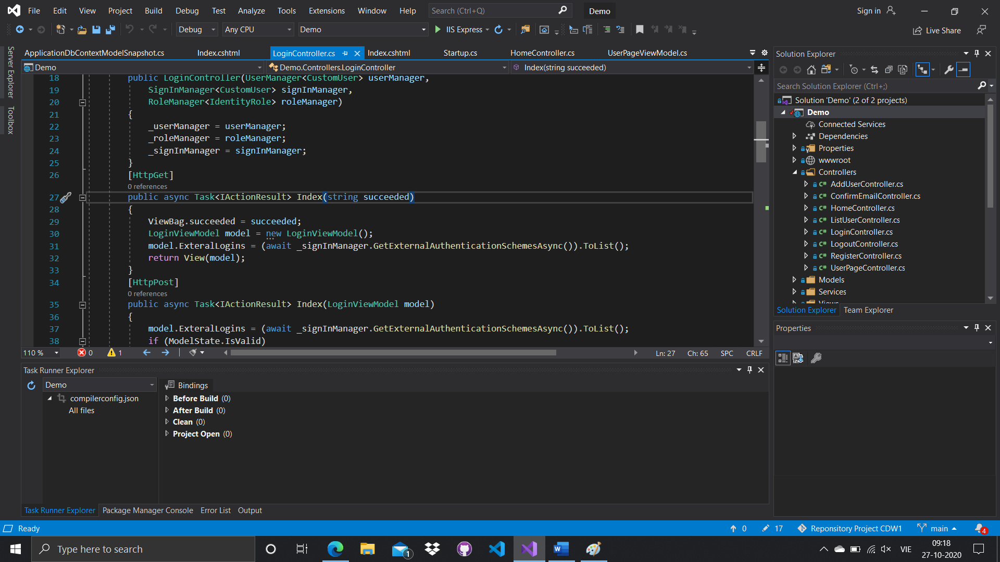 File Edit View Project Build Debug Test Analyze Tools Extensions Window Help Search (Ctrl+Q) Demo Sign in
Debug Any CPU Demo IIS Express Live Share
Server Explorer
Toolbox
ApplicationDbContextModelSnapshot.cs Index.cshtml LoginController.cs Index.cshtml Startup.cs HomeController.cs UserPageViewModel.cs
Demo Demo.Controllers.LoginController Index(string succeeded)
18 public LoginController(UserManager<CustomUser> userManager,
19 SignInManager<CustomUser> signInManager,
20 RoleManager<IdentityRole> roleManager)
21 {
22 _userManager = userManager;
23 _roleManager = roleManager;
24 _signInManager = signInManager;
25 }
26 [HttpGet]
0 references
27 public async Task<IActionResult> Index(string succeeded)
28 {
29 ViewBag.succeeded = succeeded;
30 LoginViewModel model = new LoginViewModel();
31 model.ExteralLogins = (await _signInManager.GetExternalAuthenticationSchemesAsync()).ToList();
32 return View(model);
33 }
34 [HttpPost]
0 references
35 public async Task<IActionResult> Index(LoginViewModel model)
36 {
37 model.ExteralLogins = (await _signInManager.GetExternalAuthenticationSchemesAsync()).ToList();
38 if (ModelState.IsValid)
110 % 0 1 Ln: 27 Ch: 65 SPC CRLF
Solution Explorer
Search Solution Explorer (Ctrl+;)
Solution 'Demo' (2 of 2 projects)
Demo
Connected Services
Dependencies
Properties
wwwroot
Controllers
C# AddUserController.cs
C# ConfirmEmailController.cs
C# HomeController.cs
C# ListUserController.cs
C# LoginController.cs
C# LogoutController.cs
C# RegisterController.cs
C# UserPageController.cs
Models
Services
Views
Solution Explorer Team Explorer
Properties
Task Runner Explorer
Demo
compilerconfig.json
All files
Bindings
Before Build (0)
After Build (0)
Clean (0)
Project Open (0)
Task Runner Explorer Package Manager Console Error List Output
Ready 0 17 Reponsitory Project CDW1 main 4
Type here to search 1 VIE 09:18
27-10-2020